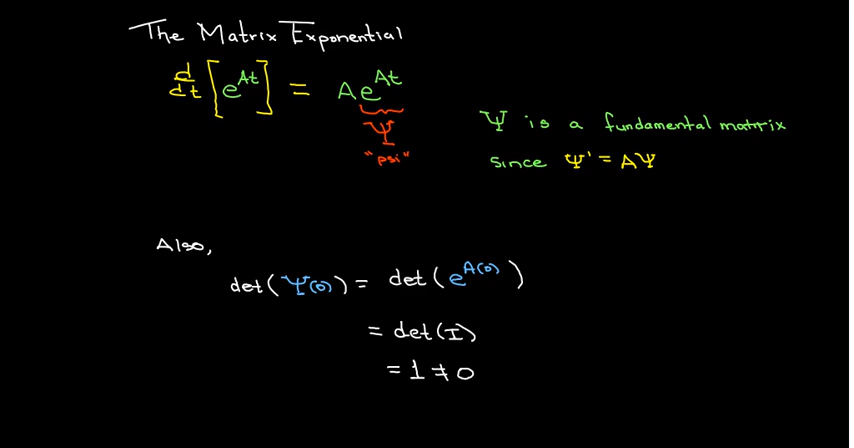 The Matrix Exponential
d/dt [e^{At}] = Ae^{At}
Ψ
"psi"
Ψ is a fundamental matrix
since Ψ' = AΨ
Also,
det(Ψ(0)) = det(e^{A(0)})
= det(I)
= 1 ≠ 0